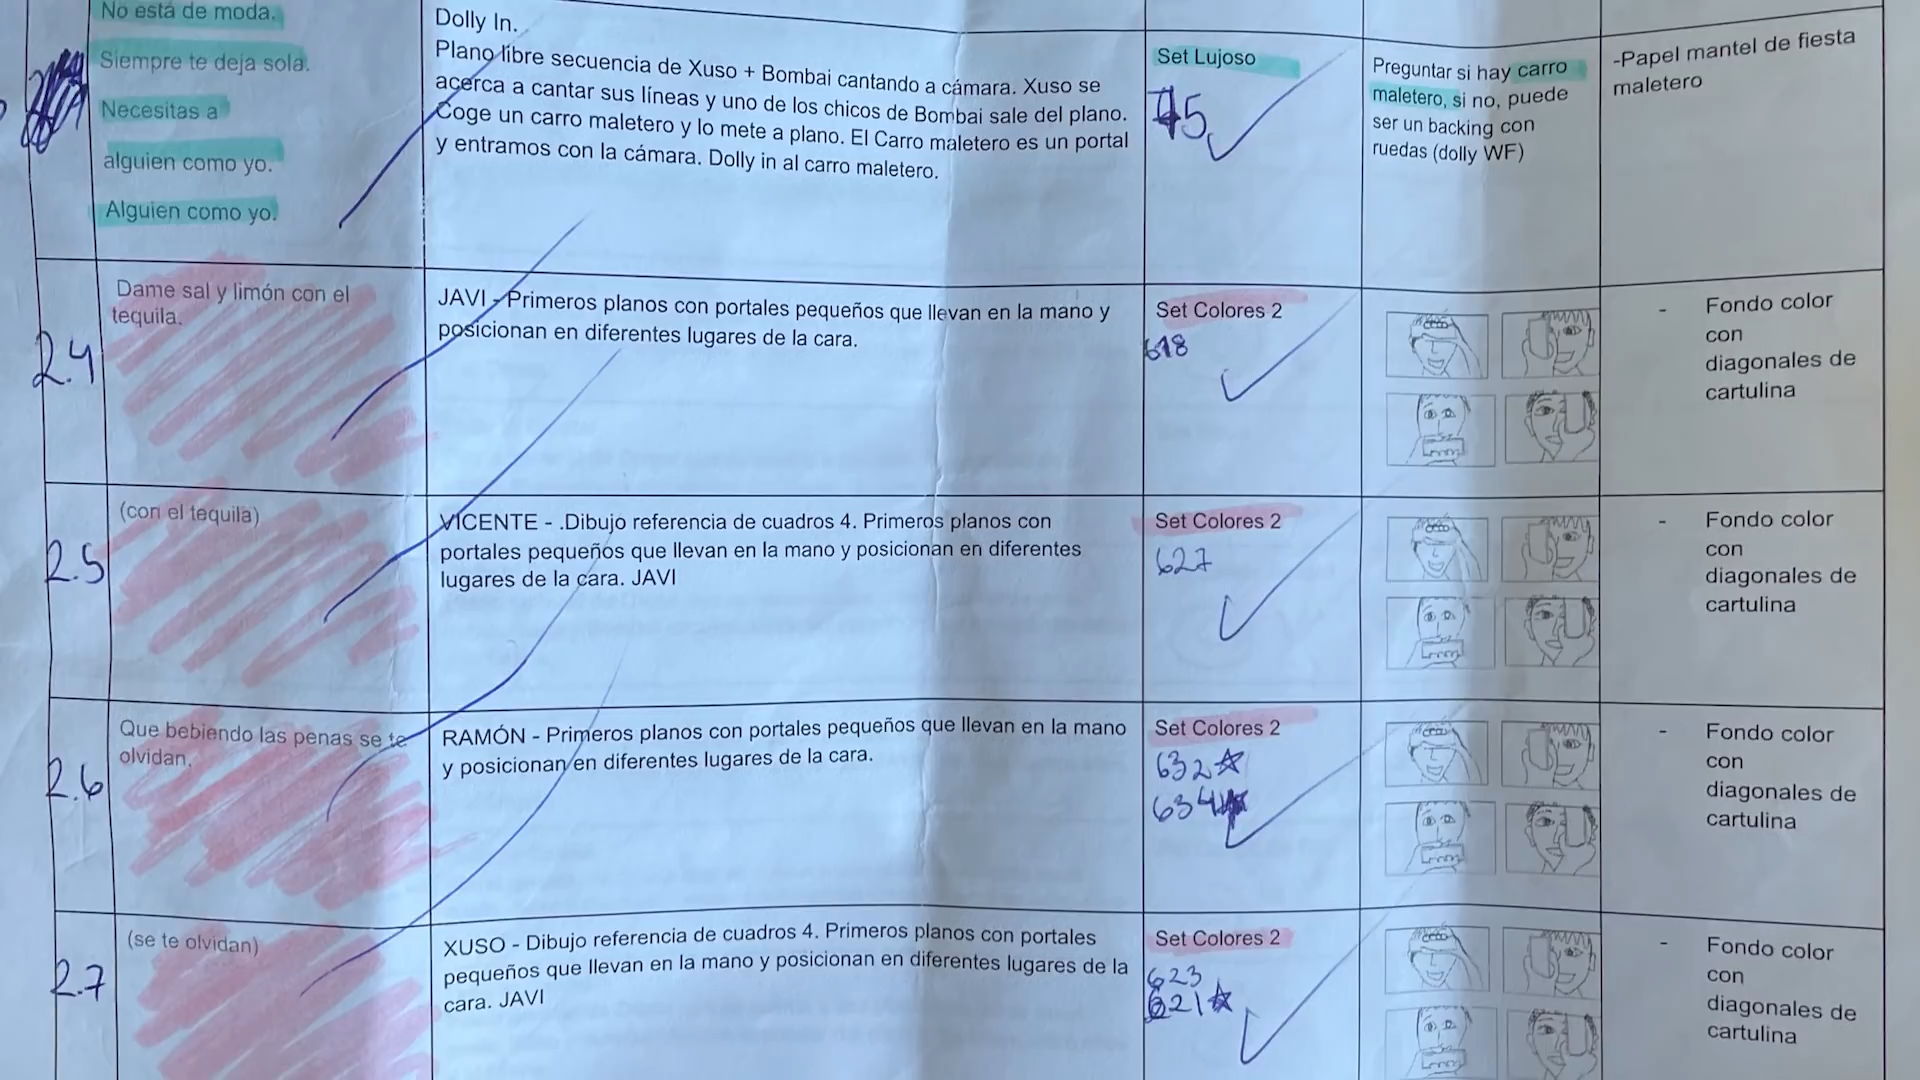 No está de moda.
Siempre te deja sola.
Necesitas a
alguien como yo.
Alguien como yo.
Dolly In.
Plano libre secuencia de Xuso + Bombai cantando a cámara. Xuso se
acerca a cantar sus líneas y uno de los chicos de Bombai sale del plano.
Coge un carro maletero y lo mete a plano. El Carro maletero es un portal
y entramos con la cámara. Dolly in al carro maletero.
Set Lujoso
Preguntar si hay carro
maletero, si no, puede
ser un backing con
ruedas (dolly WF)
-Papel mantel de fiesta
maletero
2.4
Dame sal y limón con el
tequila.
JAVI - Primeros planos con portales pequeños que llevan en la mano y
posicionan en diferentes lugares de la cara.
Set Colores 2
618
- Fondo color
con
diagonales de
cartulina
2.5
(con el tequila)
VICENTE - .Dibujo referencia de cuadros 4. Primeros planos con
portales pequeños que llevan en la mano y posicionan en diferentes
lugares de la cara. JAVI
Set Colores 2
627
- Fondo color
con
diagonales de
cartulina
2.6
Que bebiendo las penas se te
olvidan.
RAMÓN - Primeros planos con portales pequeños que llevan en la mano
y posicionan en diferentes lugares de la cara.
Set Colores 2
632
634
- Fondo color
con
diagonales de
cartulina
2.7
(se te olvidan)
XUSO - Dibujo referencia de cuadros 4. Primeros planos con portales
pequeños que llevan en la mano y posicionan en diferentes lugares de la
cara. JAVI
Set Colores 2
623
621
- Fondo color
con
diagonales de
cartulina